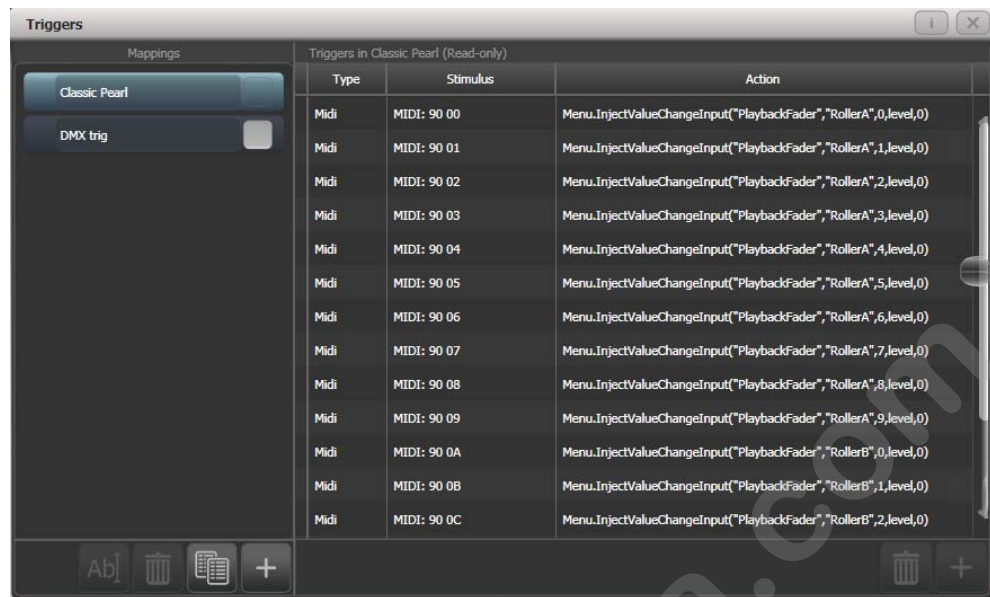 Triggers
i
Mappings
Triggers in Classic Pearl (Read-only)
Classic Pearl
DMX trig
Type Stimulus Action
Midi MIDI: 90 00 Menu.InjectValueChangeInput("PlaybackFader","RollerA",0,level,0)
Midi MIDI: 90 01 Menu.InjectValueChangeInput("PlaybackFader","RollerA",1,level,0)
Midi MIDI: 90 02 Menu.InjectValueChangeInput("PlaybackFader","RollerA",2,level,0)
Midi MIDI: 90 03 Menu.InjectValueChangeInput("PlaybackFader","RollerA",3,level,0)
Midi MIDI: 90 04 Menu.InjectValueChangeInput("PlaybackFader","RollerA",4,level,0)
Midi MIDI: 90 05 Menu.InjectValueChangeInput("PlaybackFader","RollerA",5,level,0)
Midi MIDI: 90 06 Menu.InjectValueChangeInput("PlaybackFader","RollerA",6,level,0)
Midi MIDI: 90 07 Menu.InjectValueChangeInput("PlaybackFader","RollerA",7,level,0)
Midi MIDI: 90 08 Menu.InjectValueChangeInput("PlaybackFader","RollerA",8,level,0)
Midi MIDI: 90 09 Menu.InjectValueChangeInput("PlaybackFader","RollerA",9,level,0)
Midi MIDI: 90 0A Menu.InjectValueChangeInput("PlaybackFader","RollerB",0,level,0)
Midi MIDI: 90 0B Menu.InjectValueChangeInput("PlaybackFader","RollerB",1,level,0)
Midi MIDI: 90 0C Menu.InjectValueChangeInput("PlaybackFader","RollerB",2,level,0)
Ab